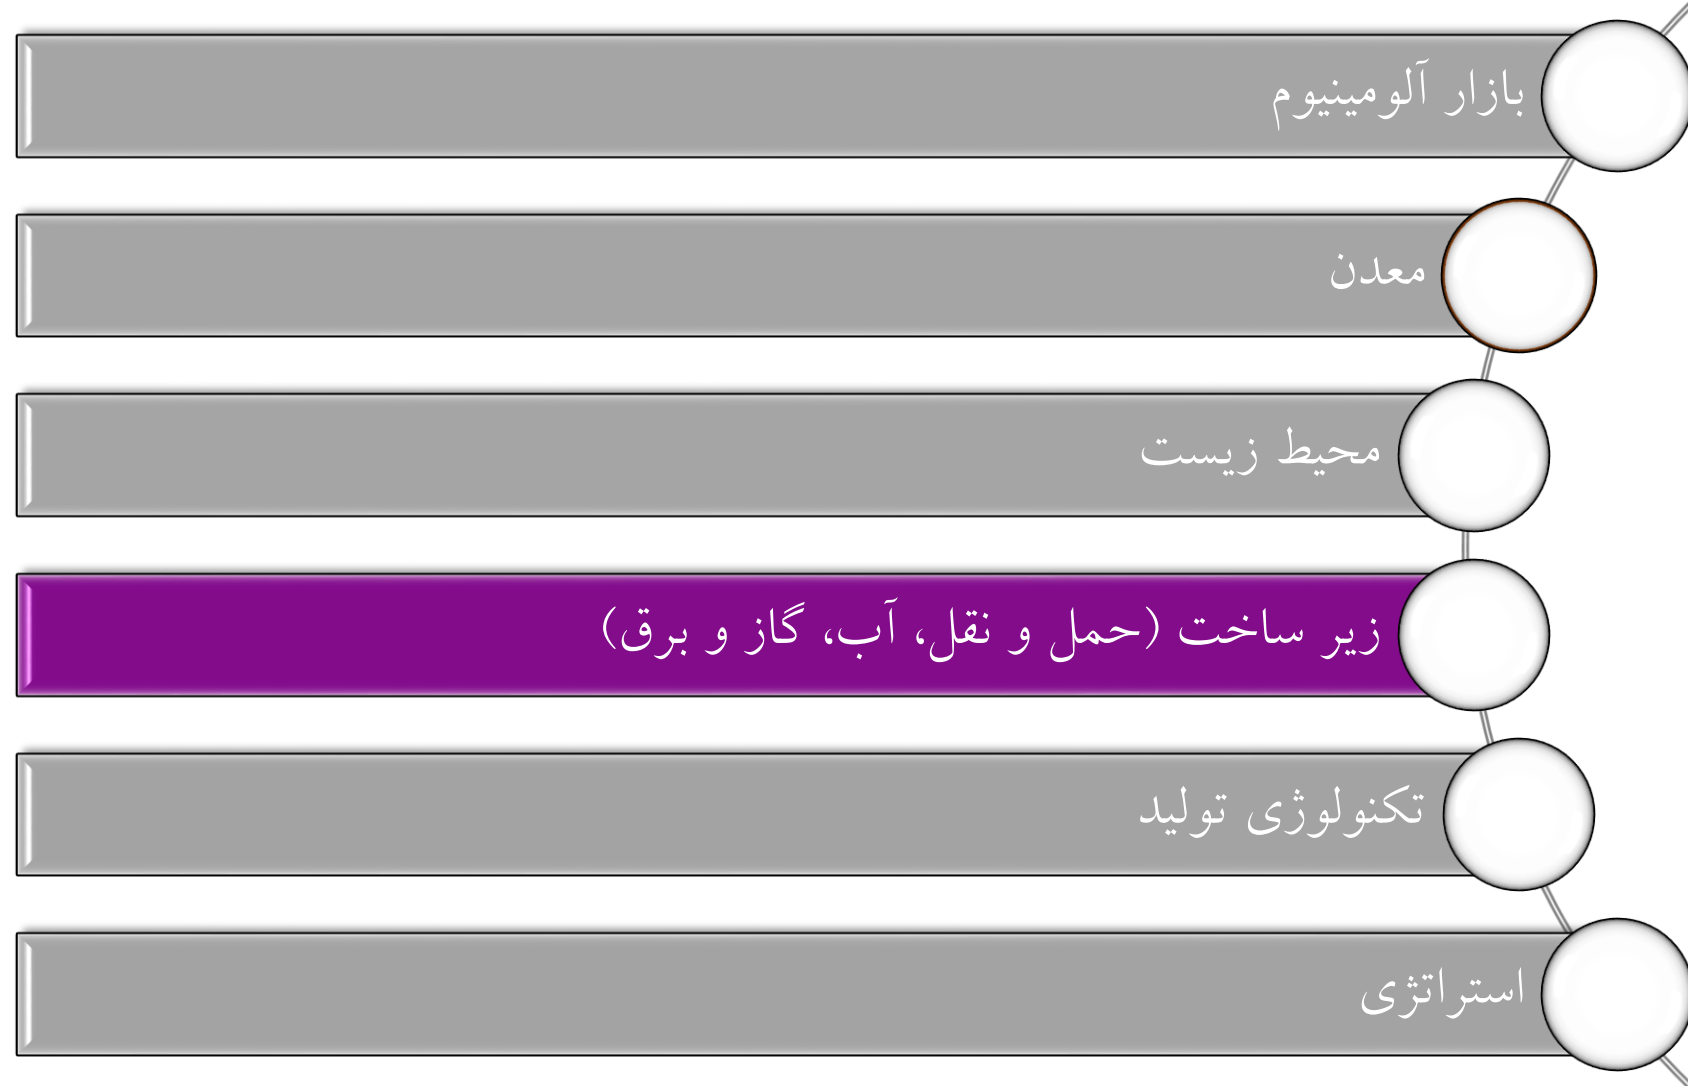 بازار آلومینیوم
معدن
محیط زیست
زیر ساخت (حمل و نقل، آب، گاز و برق)
تکنولوژی تولید
استراتژی